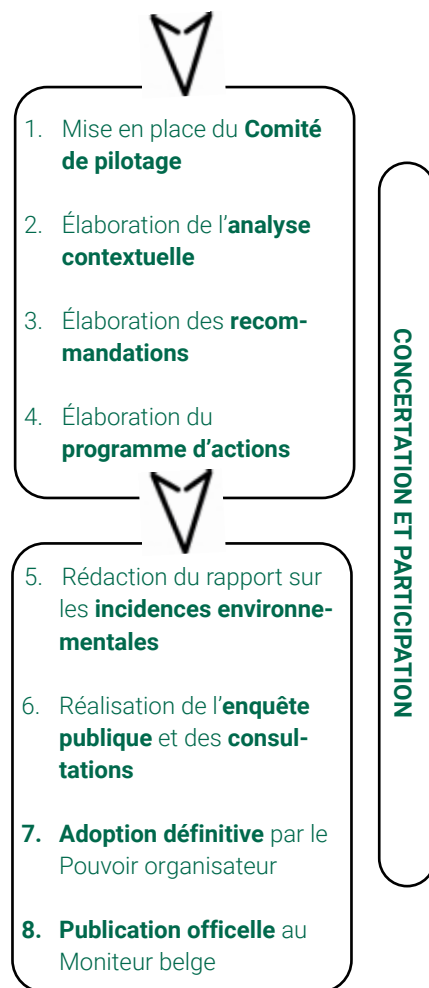 1. Mise en place du Comité
de pilotage
2. Élaboration de l'analyse
contextuelle
3. Élaboration des recom-
mandations
4. Élaboration du
programme d'actions
5. Rédaction du rapport sur
les incidences environne-
mentales
6. Réalisation de l'enquête
publique et des consul-
tations
7. Adoption définitive par le
Pouvoir organisateur
8. Publication officelle au
Moniteur belge
CONCERTATION ET PARTICIPATION